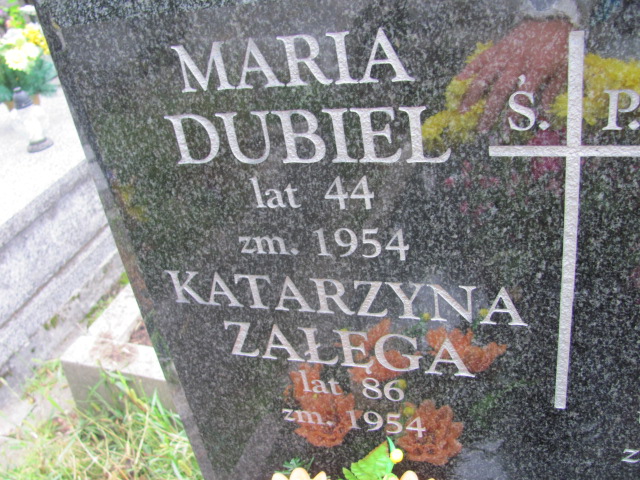 MARIA
DUBIEL
lat 44
zm. 1954
KATARZYNA
ZAŁĘGA
lat 86
zm. 1954
Ś. P.
z